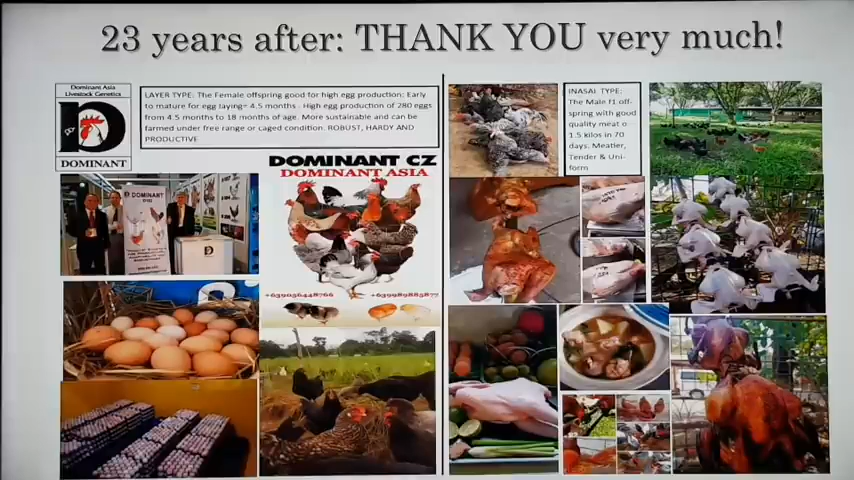 23 years after: THANK YOU very much!
Dominant Asia
Livestock Genetics
D
DOMINANT
LAYER TYPE: The Female offspring good for high egg production: Early
to mature for egg laying= 4.5 months . High egg production of 280 eggs
from 4.5 months to 18 months of age. More sustainable and can be
farmed under free range or caged condition. ROBUST, HARDY AND
PRODUCTIVE
DOMINANT CZ
DOMINANT ASIA
DOMINANT
INASAL TYPE:
The Male f1 off-
spring with good
quality meat o
1.5 kilos in 70
days. Meatier,
Tender & Uni-
form